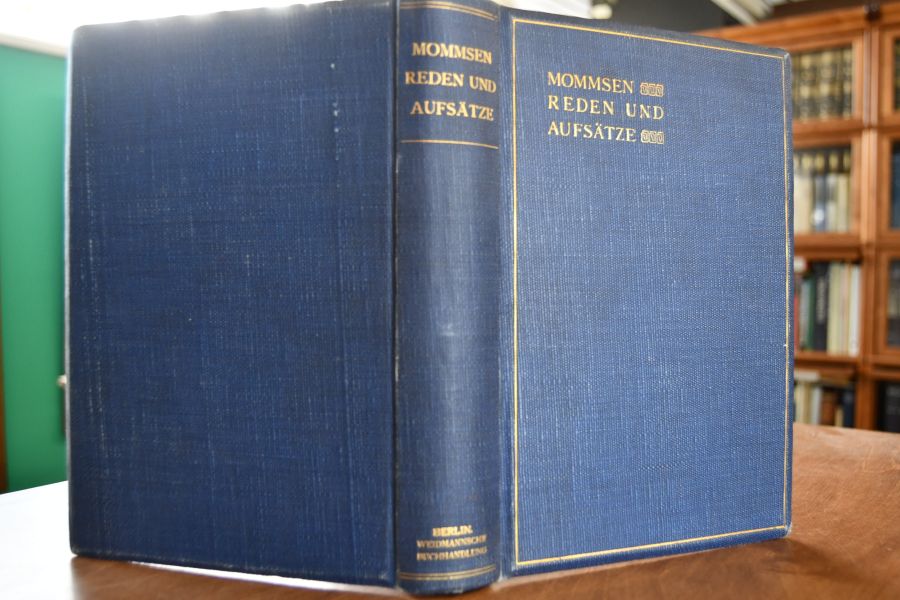 MOMMSEN
REDEN UND
AUFSÄTZE
BERLIN.
WEIDMANNSCHE
BUCHHANDLUNG
MOMMSEN
REDEN UND
AUFSÄTZE